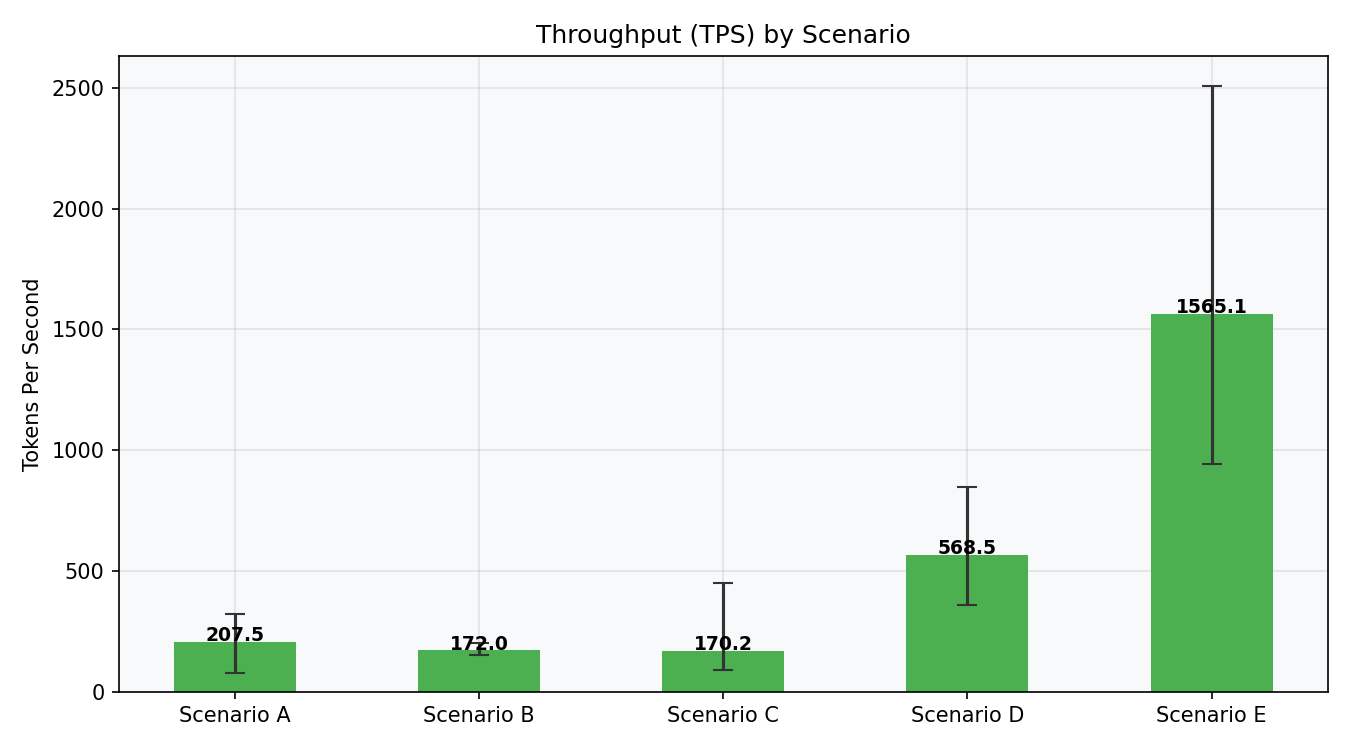 Throughput (TPS) by Scenario
Tokens Per Second
2500
2000
1500
1000
500
0
207.5
172.0
170.2
568.5
1565.1
Scenario A
Scenario B
Scenario C
Scenario D
Scenario E